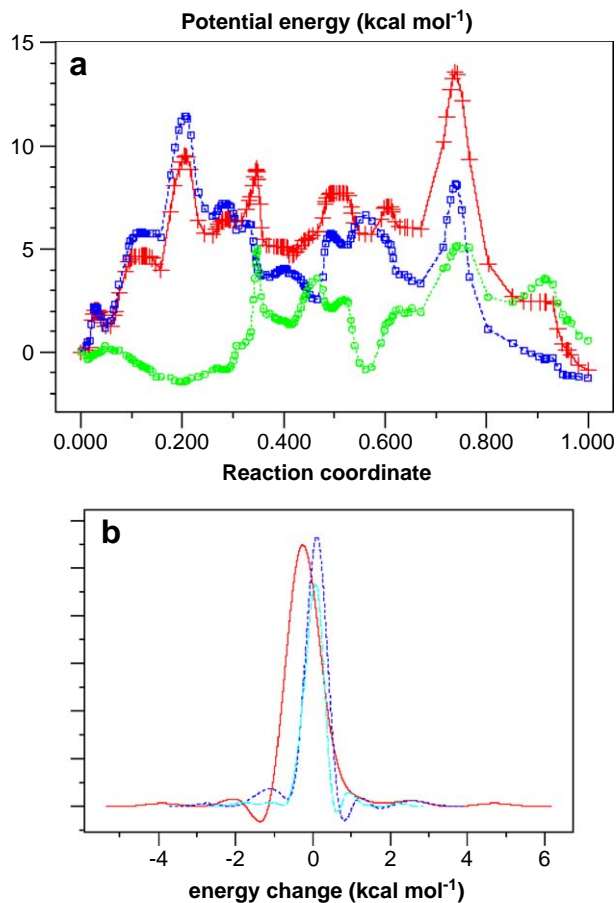 Potential energy (kcal mol-1)
15
a
10
5
0
0.000 0.200 0.400 0.600 0.800 1.000
Reaction coordinate
b
-4 -2 0 2 4 6
energy change (kcal mol-1)